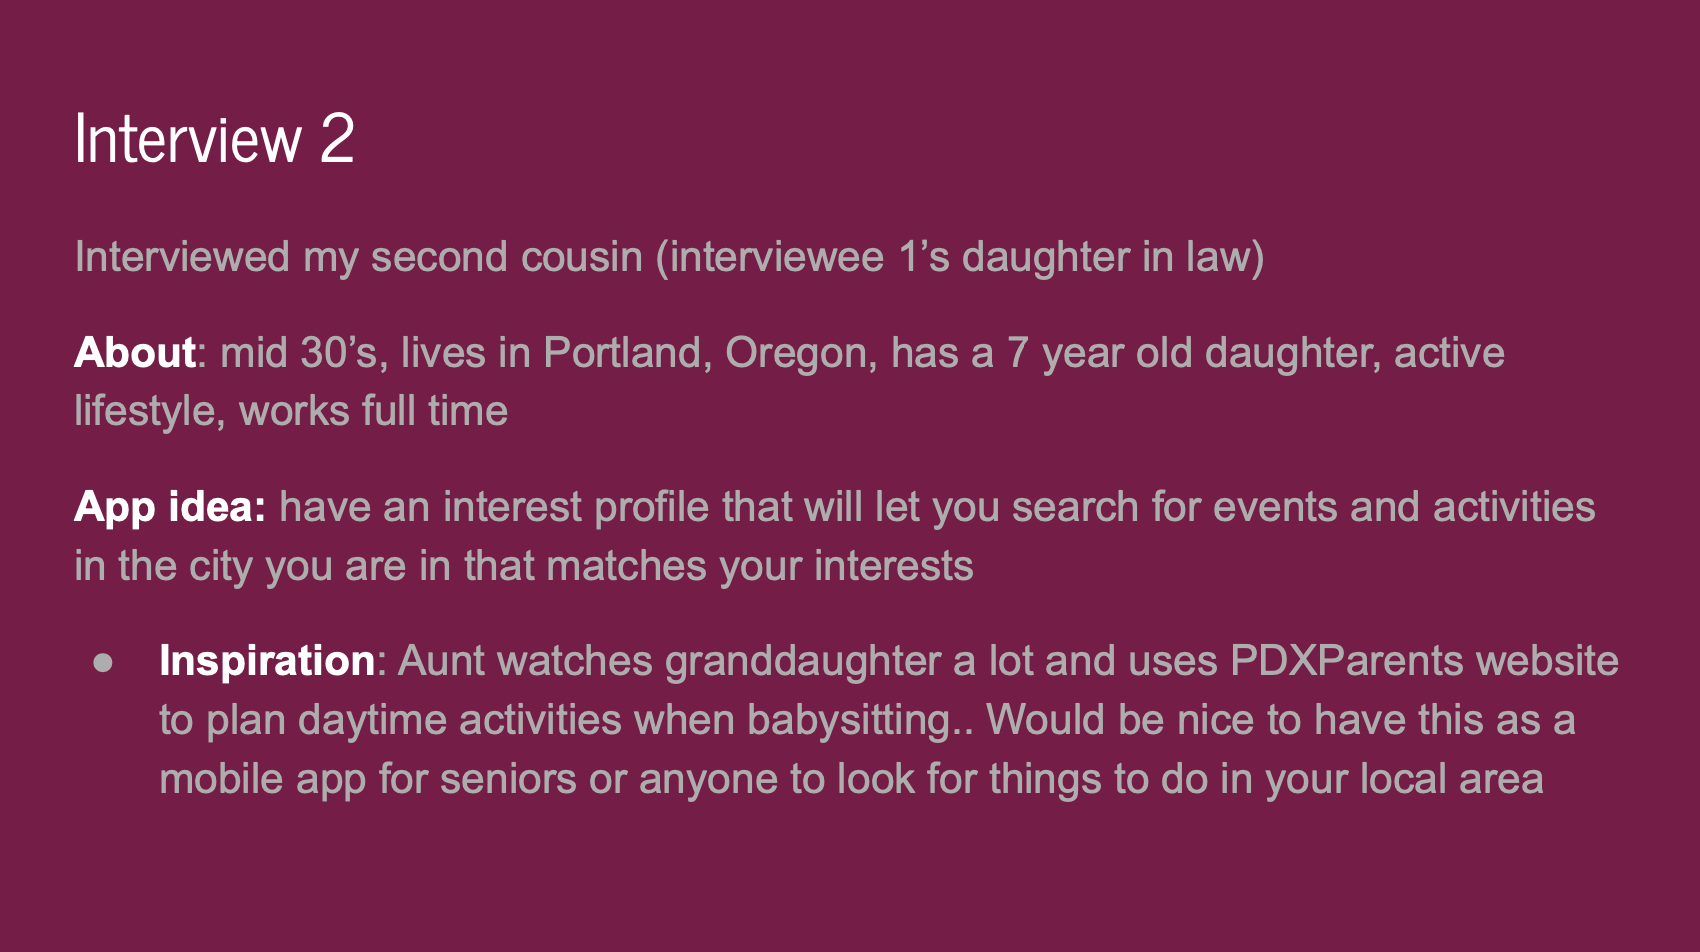 Interview 2
Interviewed my second cousin (interviewee 1’s daughter in law)
About: mid 30’s, lives in Portland, Oregon, has a 7 year old daughter, active
lifestyle, works full time
App idea: have an interest profile that will let you search for events and activities
in the city you are in that matches your interests
● Inspiration: Aunt watches granddaughter a lot and uses PDXParents website
to plan daytime activities when babysitting.. Would be nice to have this as a
mobile app for seniors or anyone to look for things to do in your local area